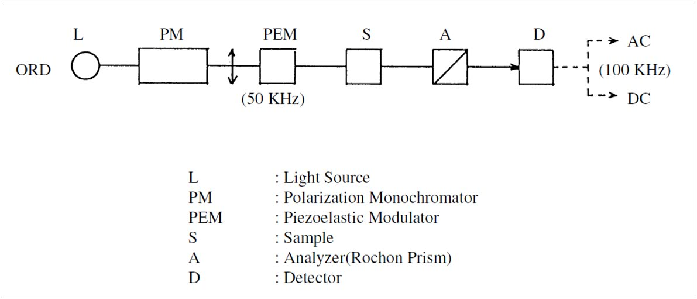 L PM PEM S A D
AC
ORD (100 KHz)
(50 KHz) DC
L : Light Source
PM : Polarization Monochromator
PEM : Piezoelastic Modulator
S : Sample
A : Analyzer(Rochon Prism)
D : Detector